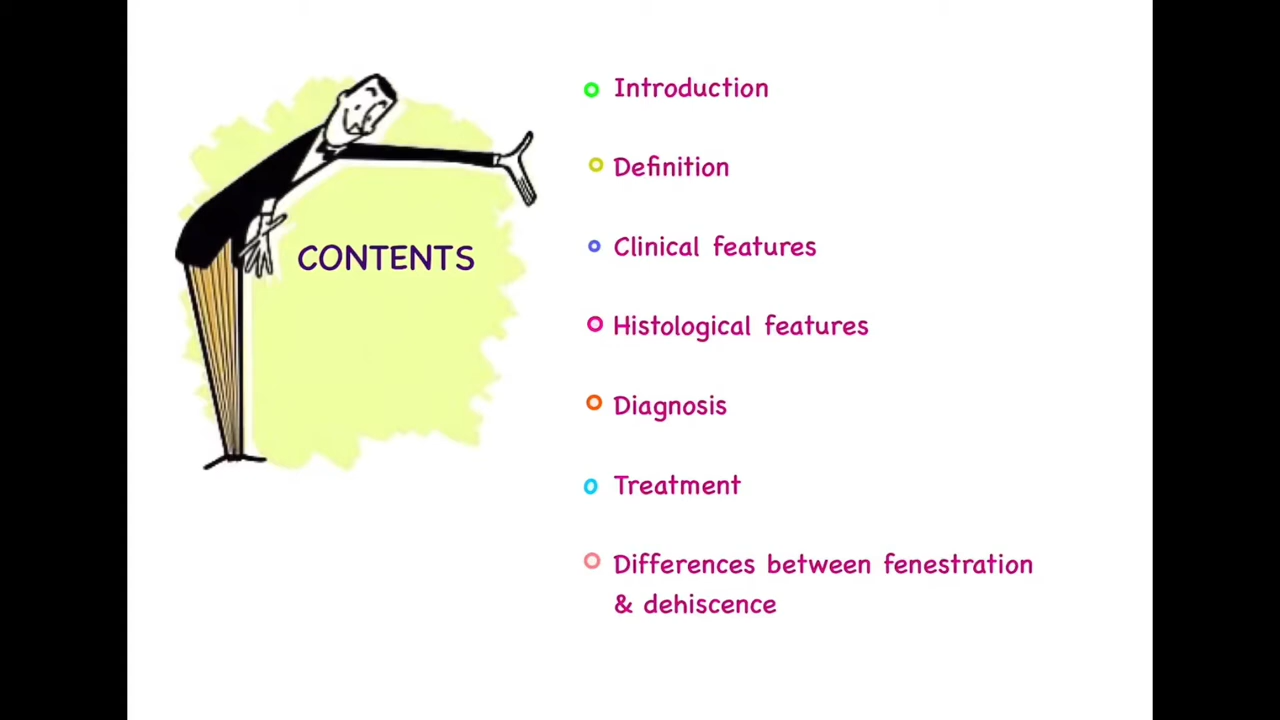 CONTENTS
Introduction
Definition
Clinical features
Histological features
Diagnosis
Treatment
Differences between fenestration
& dehiscence